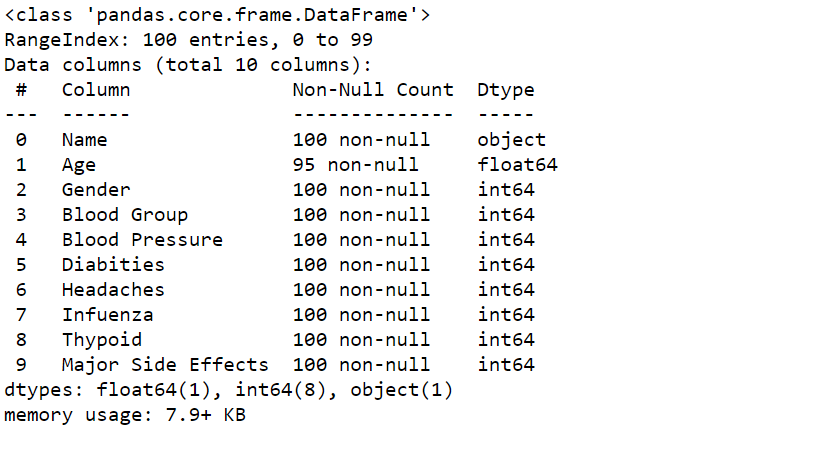 <class 'pandas.core.frame.DataFrame'>
RangeIndex: 100 entries, 0 to 99
Data columns (total 10 columns):
 #   Column              Non-Null Count  Dtype
---  ------              --------------  -----
 0   Name                100 non-null    object
 1   Age                 95 non-null     float64
 2   Gender              100 non-null    int64
 3   Blood Group         100 non-null    int64
 4   Blood Pressure      100 non-null    int64
 5   Diabities           100 non-null    int64
 6   Headaches           100 non-null    int64
 7   Infuenza            100 non-null    int64
 8   Thypoid             100 non-null    int64
 9   Major Side Effects  100 non-null    int64
dtypes: float64(1), int64(8), object(1)
memory usage: 7.9+ KB